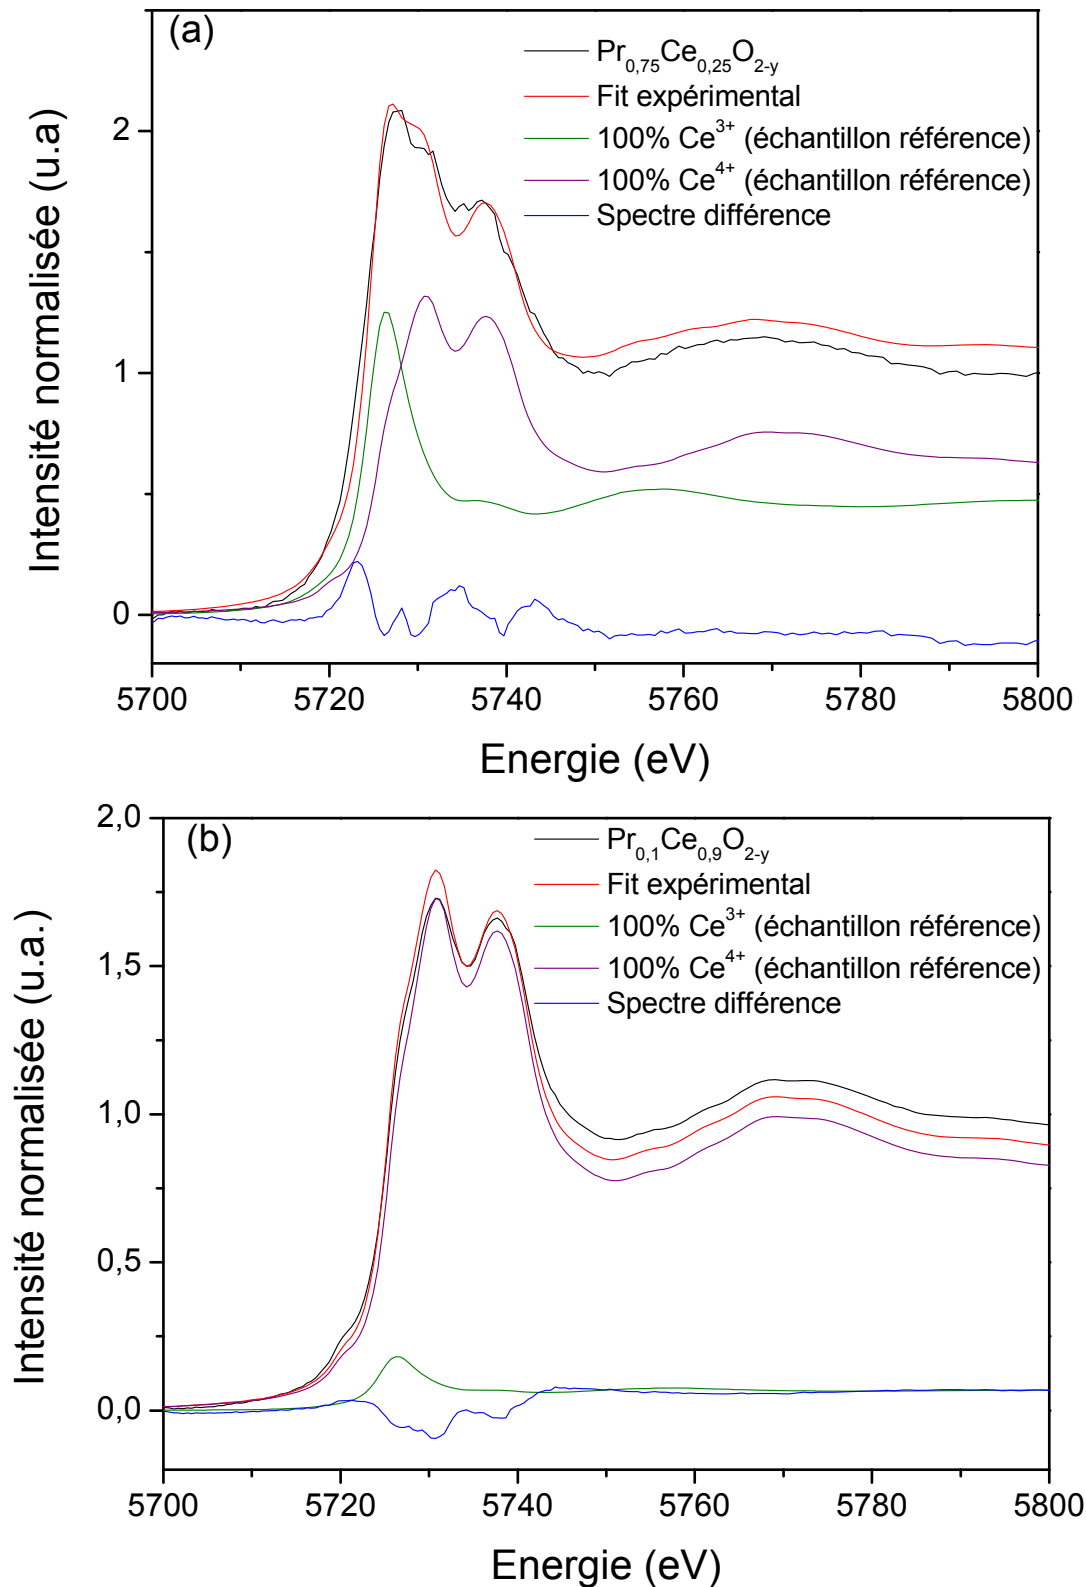 (a)
Pr0,75Ce0,25O2-y
Fit expérimental
100% Ce3+ (échantillon référence)
100% Ce4+ (échantillon référence)
Spectre différence
Intensité normalisée (u.a)
2
1
0
5700 5720 5740 5760 5780 5800
Energie (eV)
(b)
Pr0,1Ce0,9O2-y
Fit expérimental
100% Ce3+ (échantillon référence)
100% Ce4+ (échantillon référence)
Spectre différence
Intensité normalisée (u.a.)
2,0
1,5
1,0
0,5
0,0
5700 5720 5740 5760 5780 5800
Energie (eV)